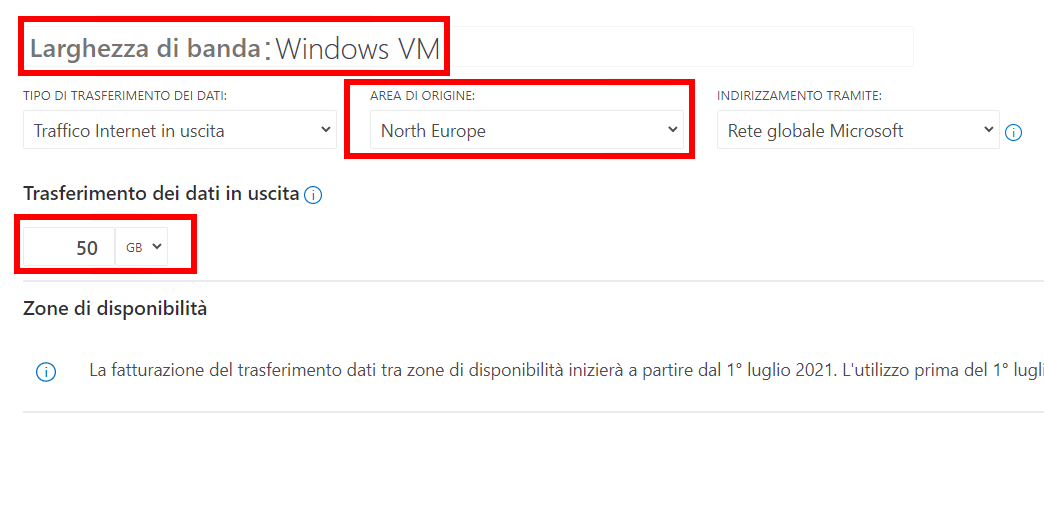 Larghezza di banda: Windows VM
TIPO DI TRASFERIMENTO DEI DATI:
Traffico Internet in uscita
AREA DI ORIGINE:
North Europe
INDIRIZZAMENTO TRAMITE:
Rete globale Microsoft
Trasferimento dei dati in uscita
50 GB
Zone di disponibilità
La fatturazione del trasferimento dati tra zone di disponibilità inizierà a partire dal 1° luglio 2021. L'utilizzo prima del 1° lugli